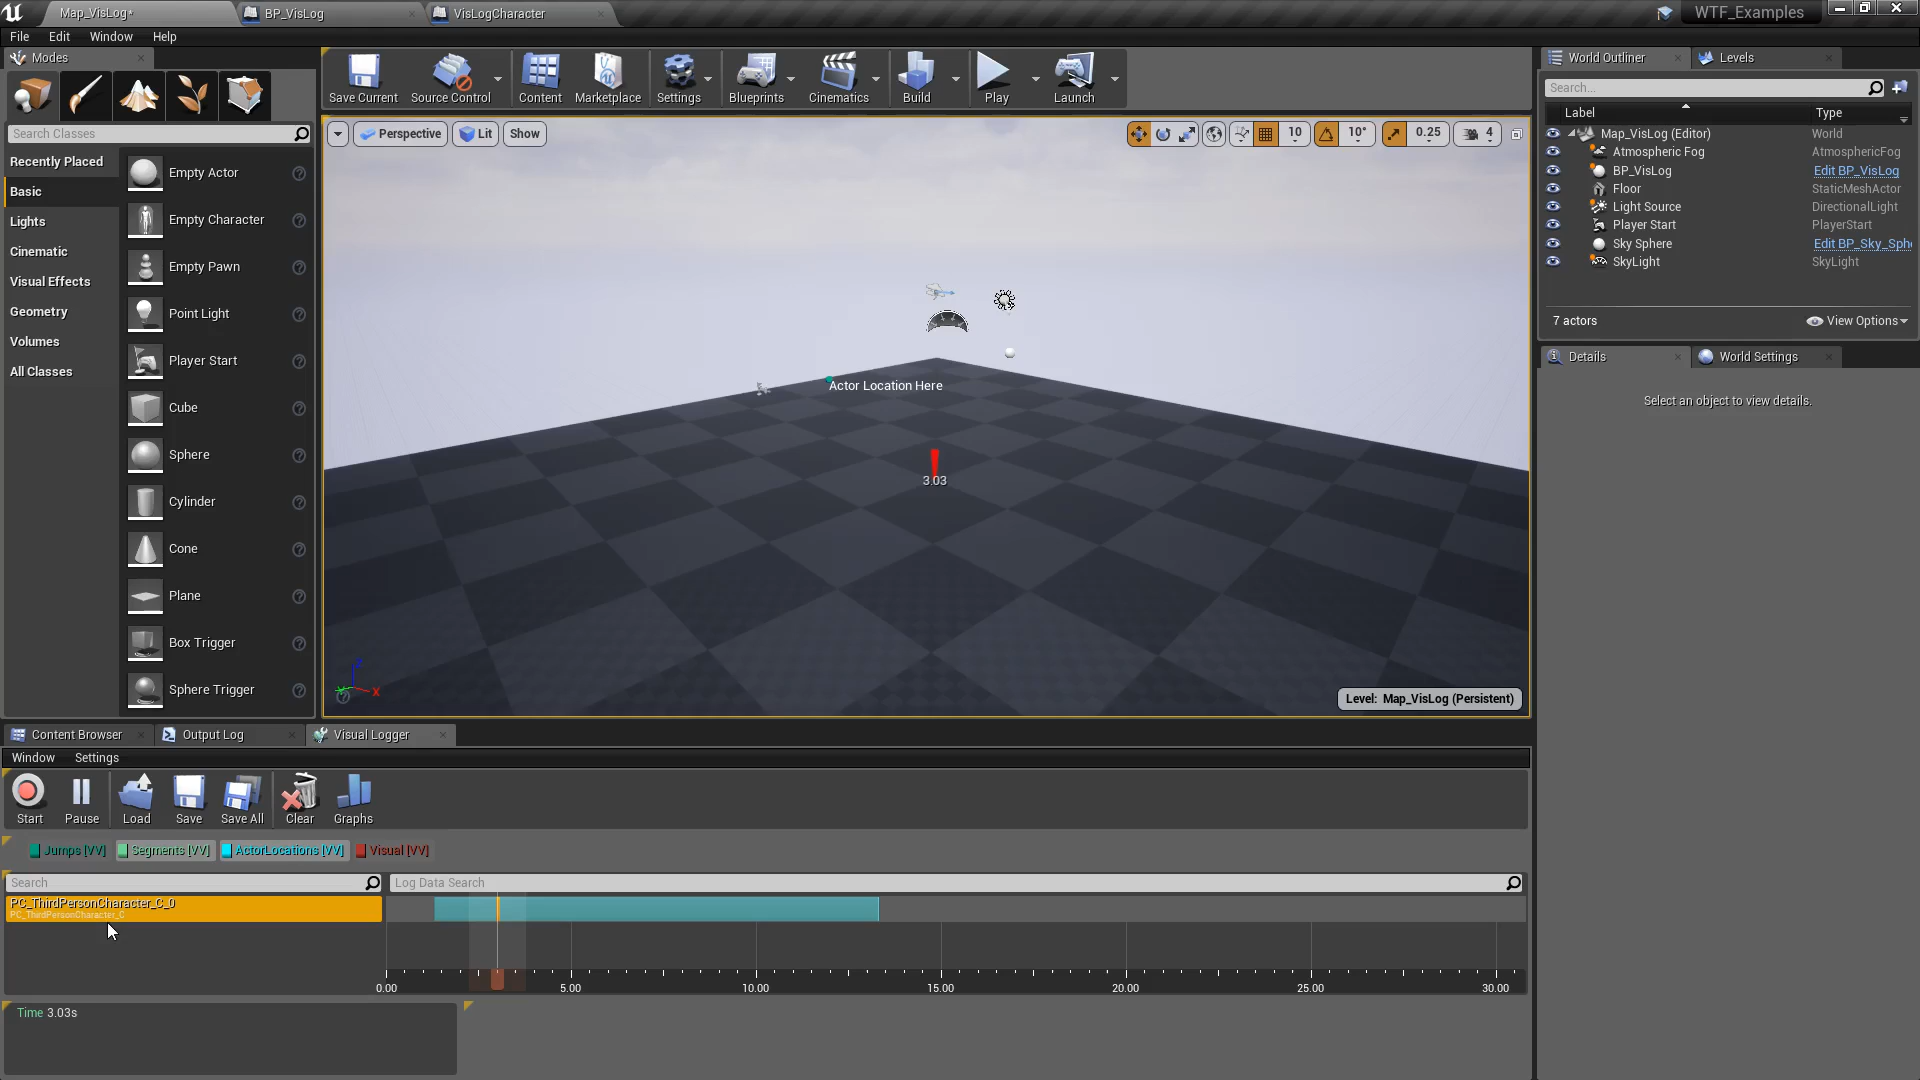 Map_VisLog*
BP_VisLog
VisLogCharacter
WTF_Examples
File Edit Window Help
Modes
Search Classes
Recently Placed
Basic
Lights
Cinematic
Visual Effects
Geometry
Volumes
All Classes
Empty Actor
Empty Character
Empty Pawn
Point Light
Player Start
Cube
Sphere
Cylinder
Cone
Plane
Box Trigger
Sphere Trigger
Save Current Source Control Content Marketplace Settings Blueprints Cinematics Build Play Launch
Perspective Lit Show
10 10° 0.25 4
Actor Location Here
3.03
Z
Y
X
Level: Map_VisLog (Persistent)
World Outliner Levels
Search...
Label Type
Map_VisLog (Editor) World
Atmospheric Fog AtmosphericFog
BP_VisLog Edit BP_VisLog
Floor StaticMeshActor
Light Source DirectionalLight
Player Start PlayerStart
Sky Sphere Edit BP_Sky_Sph
SkyLight SkyLight
7 actors View Options
Details World Settings
Select an object to view details.
Content Browser Output Log Visual Logger
Window Settings
Start Pause Load Save Save All Clear Graphs
Jumps [VV] Segments [VV] ActorLocations [VV] Visual [VV]
Search
Log Data Search
PC_ThirdPersonCharacter_C_0
PC_ThirdPersonCharacter_C
0.00 5.00 10.00 15.00 20.00 25.00 30.00
Time 3.03s